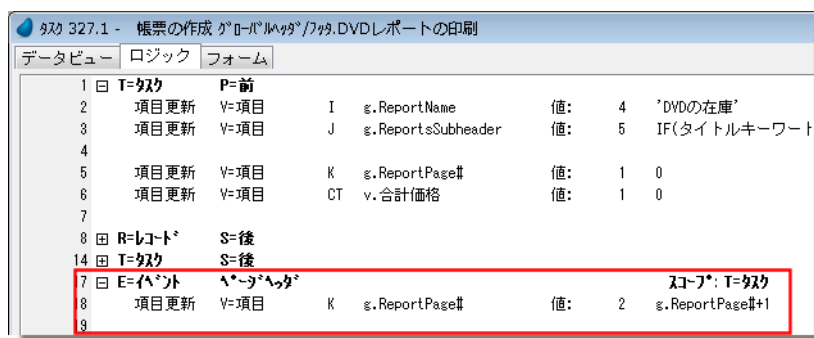 ﾀｽｸ 327.1 - 帳票の作成 ｸﾞﾛｰﾊﾞﾙﾍｯﾀﾞ/ﾌｯﾀ.DVDレポートの印刷
データビュー ロジック フォーム
1 T=ﾀｽｸ P=前
2 項目更新 V=項目 I g.ReportName 値: 4 'DVDの在庫'
3 項目更新 V=項目 J g.ReportsSubheader 値: 5 IF(タイトルキーワート
4
5 項目更新 V=項目 K g.ReportPage# 値: 1 0
6 項目更新 V=項目 CT v.合計価格 値: 1 0
7
8 R=ﾚｺｰﾄﾞ S=後
14 T=ﾀｽｸ S=後
17 E=ｲﾍﾞﾝﾄ ﾍﾟｰｼﾞﾍｯﾀﾞ ｽｺｰﾌﾟ: T=ﾀｽｸ
18 項目更新 V=項目 K g.ReportPage# 値: 2 g.ReportPage#+1
19